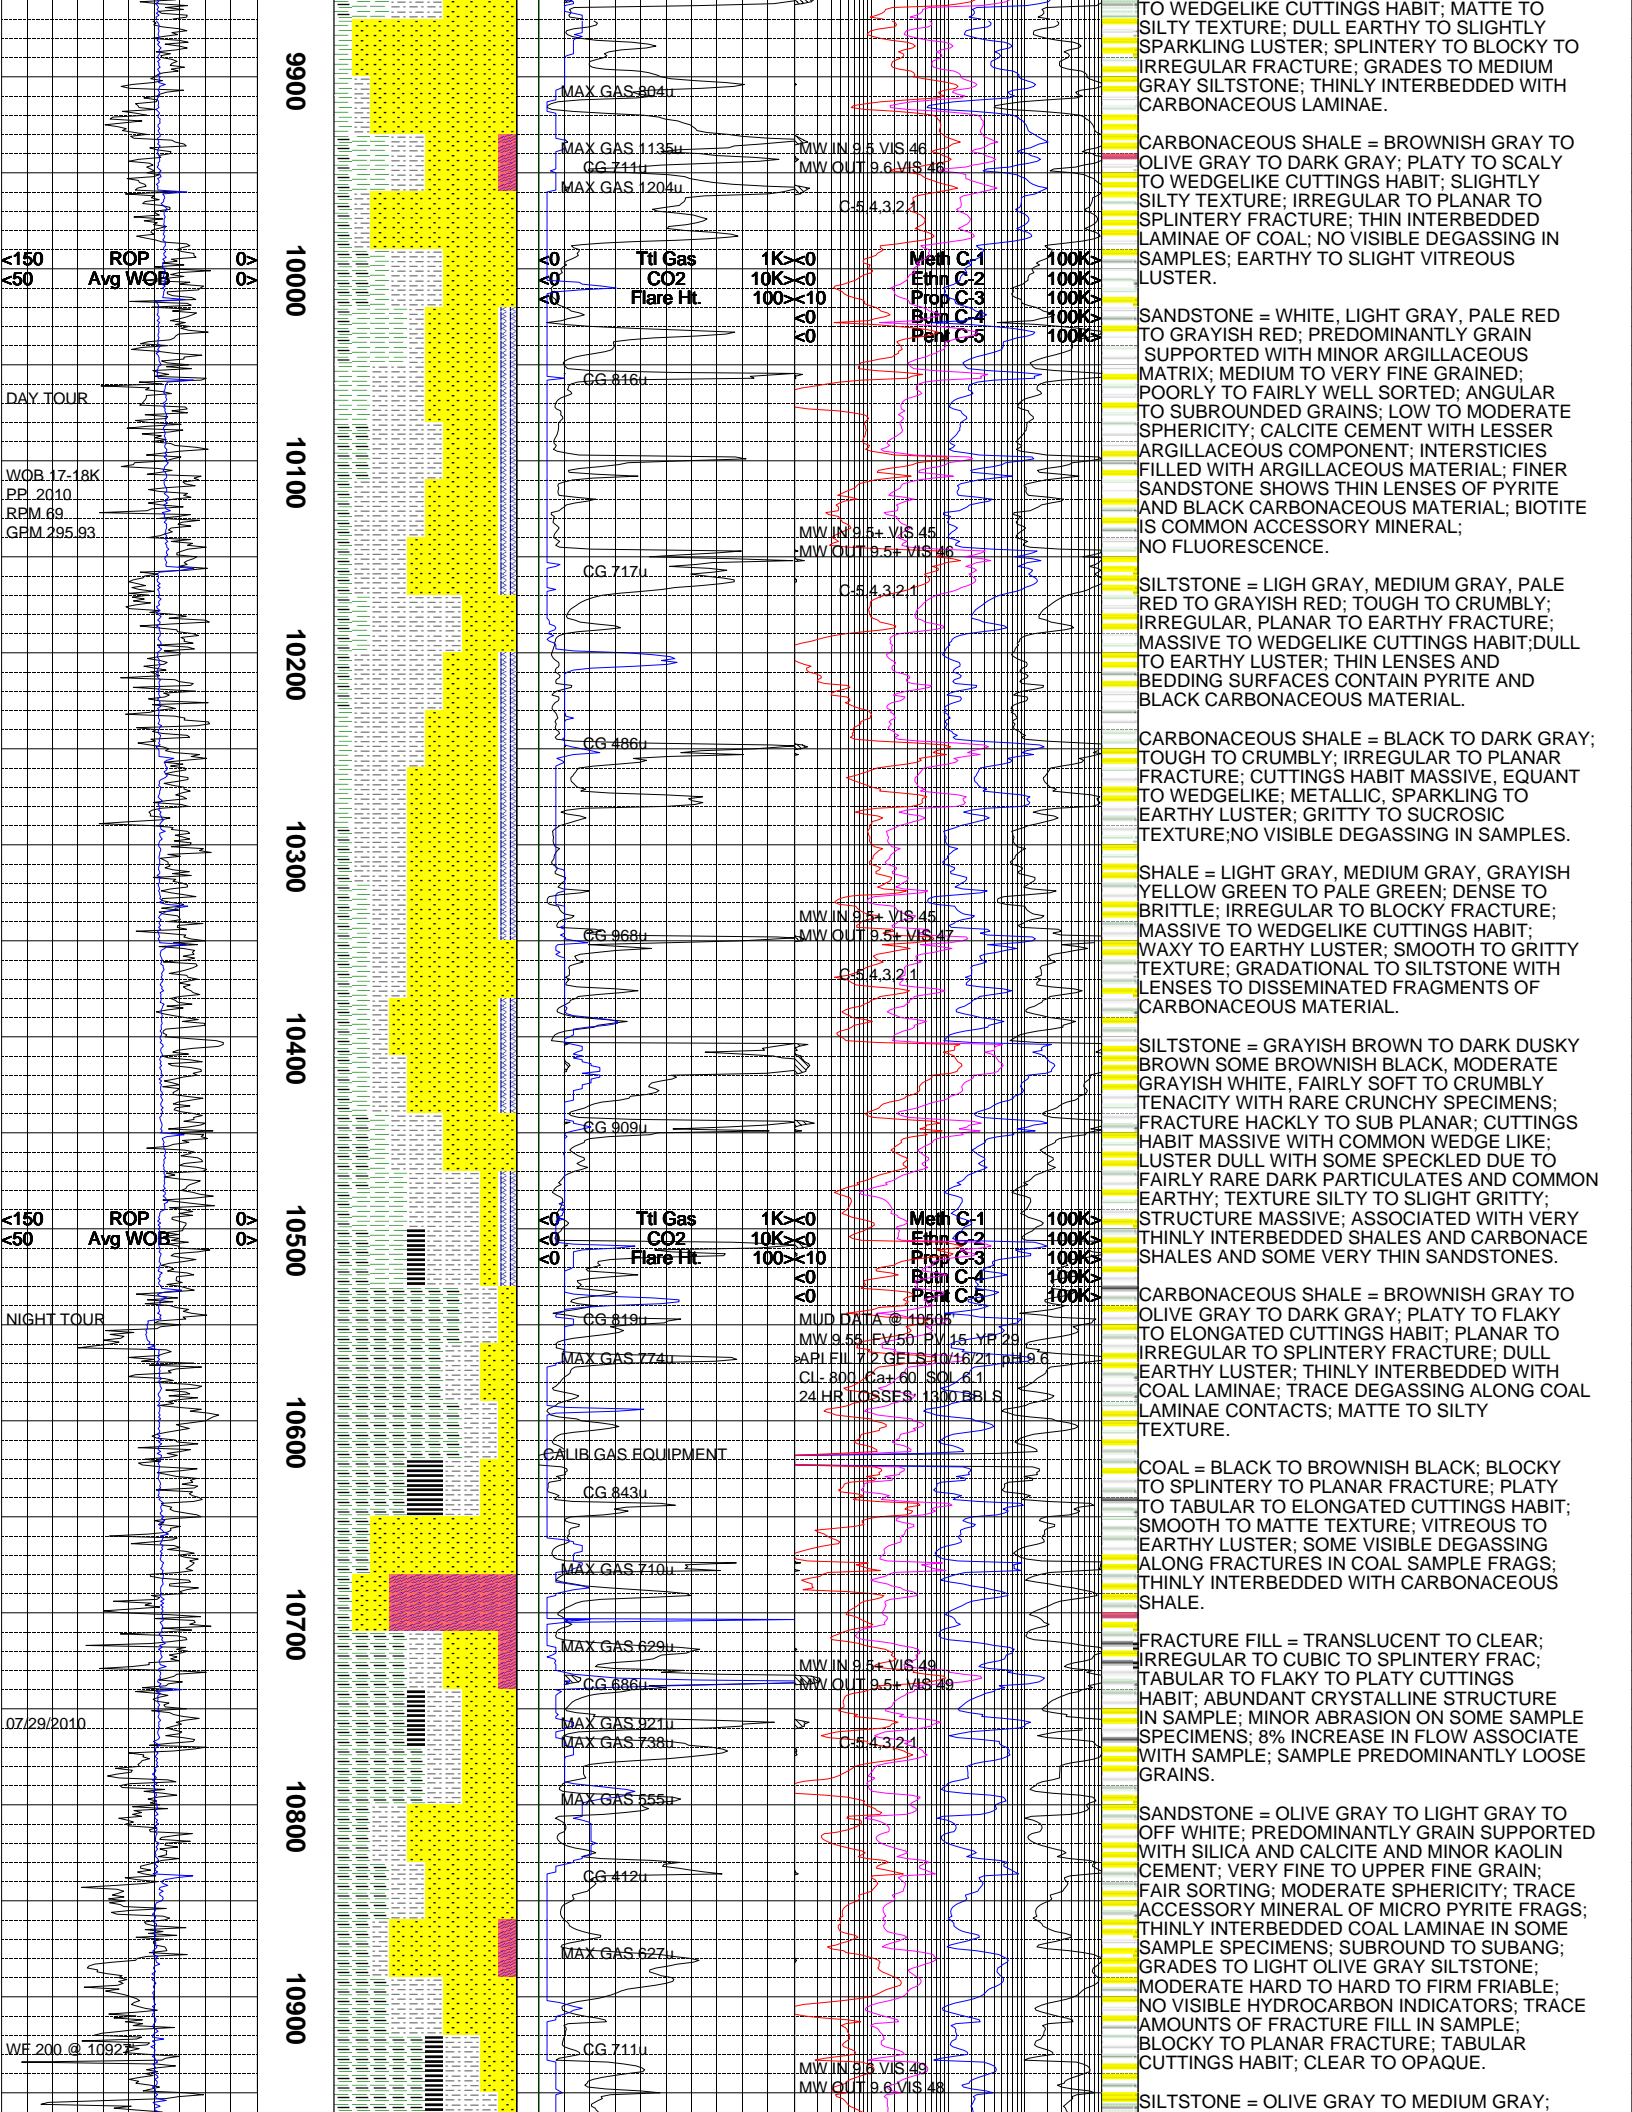 DAY TOUR
WOB 17-18K
PP 2010
RPM 69
GPM 295.93
NIGHT TOUR
07/29/2010
WF 200 @ 10927
<150 ROP 0>
<50 Avg WOB 0>
<150 ROP 0>
<50 Avg WOB 0>
9900
10000
10100
10200
10300
10400
10500
10600
10700
10800
10900
MAX GAS 804u
MAX GAS 1135u
CG 711u
MAX GAS 1204u
<0 Ttl Gas 1K>
<0 CO2 10K>
<0 Flare Ht. 100>
CG 816u
CG 717u
CG 486u
CG 968u
CG 909u
<0 Ttl Gas 1K>
<0 CO2 10K>
<0 Flare Ht. 100>
CG 819u
MAX GAS 774u
CALIB GAS EQUIPMENT
CG 843u
MAX GAS 710u
MAX GAS 629u
CG 686u
MAX GAS 921u
MAX GAS 738u
MAX GAS 555u
CG 412u
MAX GAS 627u
CG 711u
MW IN 9.5 VIS 46
MW OUT 9.6 VIS 46
C-5,4,3,2,1
<0 Meth C-1 100K>
<0 Ethn C-2 100K>
<10 Prop C-3 100K>
<0 Butn C-4 100K>
<0 Pent C-5 100K>
MW IN 9.5+ VIS 45
MW OUT 9.5+ VIS 46
C-5,4,3,2,1
MW IN 9.5+ VIS 45
MW OUT 9.5+ VIS 47
C-5,4,3,2,1
<0 Meth C-1 100K>
<0 Ethn C-2 100K>
<10 Prop C-3 100K>
<0 Butn C-4 100K>
<0 Pent C-5 100K>
MUD DATA @ 10505'
MW 9.55 FV 50 PV 15 YP 29
API FIL 7.2 GELS 10/16/21 pH 9.6
CL- 800 Ca+ 60 SOL 6.1
24 HR LOSSES: 1300 BBLS
MW IN 9.5+ VIS 49
MW OUT 9.5+ VIS 49
C-5,4,3,2,1
MW IN 9.6 VIS 49
MW OUT 9.6 VIS 48
TO WEDGELIKE CUTTINGS HABIT; MATTE TO
SILTY TEXTURE; DULL EARTHY TO SLIGHTLY
SPARKLING LUSTER; SPLINTERY TO BLOCKY TO
IRREGULAR FRACTURE; GRADES TO MEDIUM
GRAY SILTSTONE; THINLY INTERBEDDED WITH
CARBONACEOUS LAMINAE.
CARBONACEOUS SHALE = BROWNISH GRAY TO
OLIVE GRAY TO DARK GRAY; PLATY TO SCALY
TO WEDGELIKE CUTTINGS HABIT; SLIGHTLY
SILTY TEXTURE; IRREGULAR TO PLANAR TO
SPLINTERY FRACTURE; THIN INTERBEDDED
LAMINAE OF COAL; NO VISIBLE DEGASSING IN
SAMPLES; EARTHY TO SLIGHT VITREOUS
LUSTER.
SANDSTONE = WHITE, LIGHT GRAY, PALE RED
TO GRAYISH RED; PREDOMINANTLY GRAIN
SUPPORTED WITH MINOR ARGILLACEOUS
MATRIX; MEDIUM TO VERY FINE GRAINED;
POORLY TO FAIRLY WELL SORTED; ANGULAR
TO SUBROUNDED GRAINS; LOW TO MODERATE
SPHERICITY; CALCITE CEMENT WITH LESSER
ARGILLACEOUS COMPONENT; INTERSTICIES
FILLED WITH ARGILLACEOUS MATERIAL; FINER
SANDSTONE SHOWS THIN LENSES OF PYRITE
AND BLACK CARBONACEOUS MATERIAL; BIOTITE
IS COMMON ACCESSORY MINERAL;
NO FLUORESCENCE.
SILTSTONE = LIGH GRAY, MEDIUM GRAY, PALE
RED TO GRAYISH RED; TOUGH TO CRUMBLY;
IRREGULAR, PLANAR TO EARTHY FRACTURE;
MASSIVE TO WEDGELIKE CUTTINGS HABIT;DULL
TO EARTHY LUSTER; THIN LENSES AND
BEDDING SURFACES CONTAIN PYRITE AND
BLACK CARBONACEOUS MATERIAL.
CARBONACEOUS SHALE = BLACK TO DARK GRAY;
TOUGH TO CRUMBLY; IRREGULAR TO PLANAR
FRACTURE; CUTTINGS HABIT MASSIVE, EQUANT
TO WEDGELIKE; METALLIC, SPARKLING TO
EARTHY LUSTER; GRITTY TO SUCROSIC
TEXTURE;NO VISIBLE DEGASSING IN SAMPLES.
SHALE = LIGHT GRAY, MEDIUM GRAY, GRAYISH
YELLOW GREEN TO PALE GREEN; DENSE TO
BRITTLE; IRREGULAR TO BLOCKY FRACTURE;
MASSIVE TO WEDGELIKE CUTTINGS HABIT;
WAXY TO EARTHY LUSTER; SMOOTH TO GRITTY
TEXTURE; GRADATIONAL TO SILTSTONE WITH
LENSES TO DISSEMINATED FRAGMENTS OF
CARBONACEOUS MATERIAL.
SILTSTONE = GRAYISH BROWN TO DARK DUSKY
BROWN SOME BROWNISH BLACK, MODERATE
GRAYISH WHITE, FAIRLY SOFT TO CRUMBLY
TENACITY WITH RARE CRUNCHY SPECIMENS;
FRACTURE HACKLY TO SUB PLANAR; CUTTINGS
HABIT MASSIVE WITH COMMON WEDGE LIKE;
LUSTER DULL WITH SOME SPECKLED DUE TO
FAIRLY RARE DARK PARTICULATES AND COMMON
EARTHY; TEXTURE SILTY TO SLIGHT GRITTY;
STRUCTURE MASSIVE; ASSOCIATED WITH VERY
THINLY INTERBEDDED SHALES AND CARBONACE
SHALES AND SOME VERY THIN SANDSTONES.
CARBONACEOUS SHALE = BROWNISH GRAY TO
OLIVE GRAY TO DARK GRAY; PLATY TO FLAKY
TO ELONGATED CUTTINGS HABIT; PLANAR TO
IRREGULAR TO SPLINTERY FRACTURE; DULL
EARTHY LUSTER; THINLY INTERBEDDED WITH
COAL LAMINAE; TRACE DEGASSING ALONG COAL
LAMINAE CONTACTS; MATTE TO SILTY
TEXTURE.
COAL = BLACK TO BROWNISH BLACK; BLOCKY
TO SPLINTERY TO PLANAR FRACTURE; PLATY
TO TABULAR TO ELONGATED CUTTINGS HABIT;
SMOOTH TO MATTE TEXTURE; VITREOUS TO
EARTHY LUSTER; SOME VISIBLE DEGASSING
ALONG FRACTURES IN COAL SAMPLE FRAGS;
THINLY INTERBEDDED WITH CARBONACEOUS
SHALE.
FRACTURE FILL = TRANSLUCENT TO CLEAR;
IRREGULAR TO CUBIC TO SPLINTERY FRAC;
TABULAR TO FLAKY TO PLATY CUTTINGS
HABIT; ABUNDANT CRYSTALLINE STRUCTURE
IN SAMPLE; MINOR ABRASION ON SOME SAMPLE
SPECIMENS; 8% INCREASE IN FLOW ASSOCIATE
WITH SAMPLE; SAMPLE PREDOMINANTLY LOOSE
GRAINS.
SANDSTONE = OLIVE GRAY TO LIGHT GRAY TO
OFF WHITE; PREDOMINANTLY GRAIN SUPPORTED
WITH SILICA AND CALCITE AND MINOR KAOLIN
CEMENT; VERY FINE TO UPPER FINE GRAIN;
FAIR SORTING; MODERATE SPHERICITY; TRACE
ACCESSORY MINERAL OF MICRO PYRITE FRAGS;
THINLY INTERBEDDED COAL LAMINAE IN SOME
SAMPLE SPECIMENS; SUBROUND TO SUBANG;
GRADES TO LIGHT OLIVE GRAY SILTSTONE;
MODERATE HARD TO HARD TO FIRM FRIABLE;
NO VISIBLE HYDROCARBON INDICATORS; TRACE
AMOUNTS OF FRACTURE FILL IN SAMPLE;
BLOCKY TO PLANAR FRACTURE; TABULAR
CUTTINGS HABIT; CLEAR TO OPAQUE.
SILTSTONE = OLIVE GRAY TO MEDIUM GRAY;